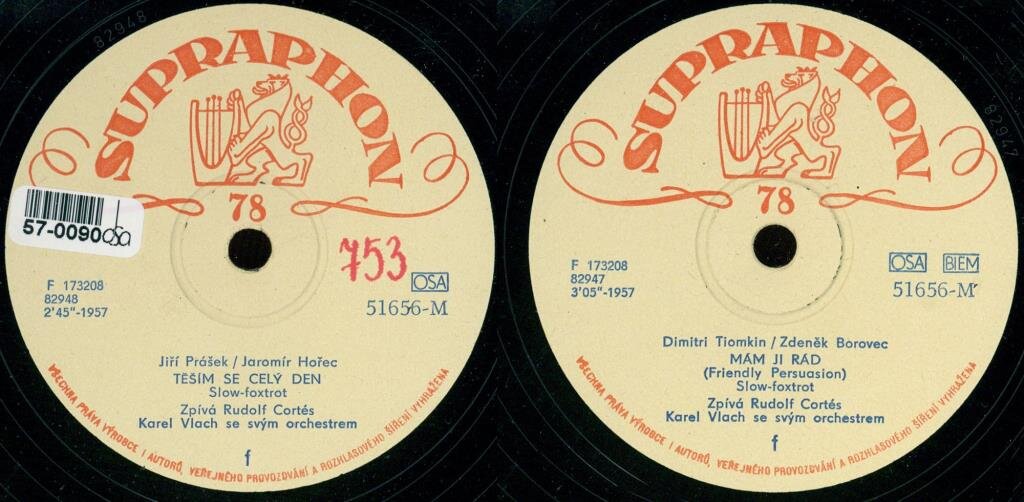 82948
SUPRAPHON
78
57-0090 osa
753
F 173208
82948
2'45"-1957
OSA
51656-M
Jiří Prášek/Jaromír Hořec
TĚŠÍM SE CELÝ DEN
Slow-foxtrot
Zpívá Rudolf Cortés
Karel Vlach se svým orchestrem
f
VŠECHNA PRÁVA VÝROBCE I AUTORŮ, VEŘEJNÉHO PROVOZOVÁNÍ A ROZHLASOVÉHO ŠÍŘENÍ VYHRAŽENA
82947
SUPRAPHON
78
F 173208
82947
3'05"-1957
OSA BIEM
51656-M
Dimitri Tiomkin/Zdeněk Borovec
MÁM JI RÁD
(Friendly Persuasion)
Slow-foxtrot
Zpívá Rudolf Cortés
Karel Vlach se svým orchestrem
f
VŠECHNA PRÁVA VÝROBCE I AUTORŮ, VEŘEJNÉHO PROVOZOVÁNÍ A ROZHLASOVÉHO ŠÍŘENÍ VYHRAŽENA